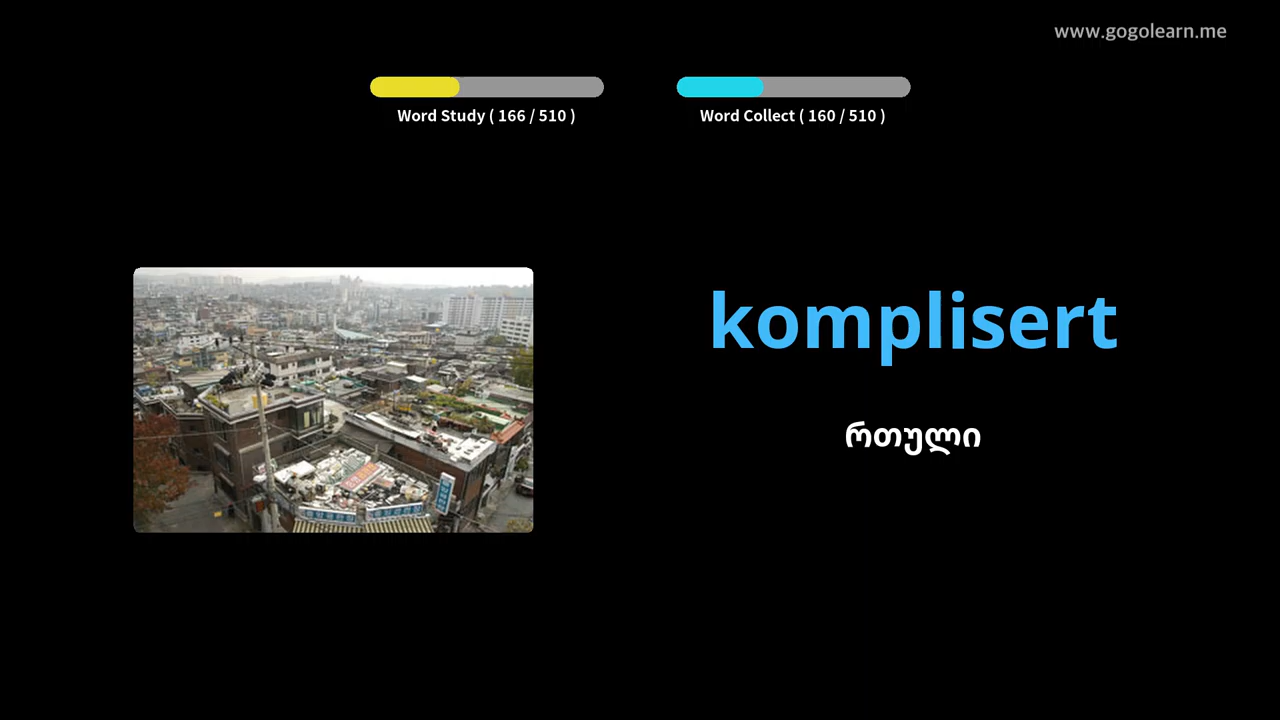 www.gogolearn.me
Word Study ( 166 / 510 )
Word Collect ( 160 / 510 )
komplisert
რთული